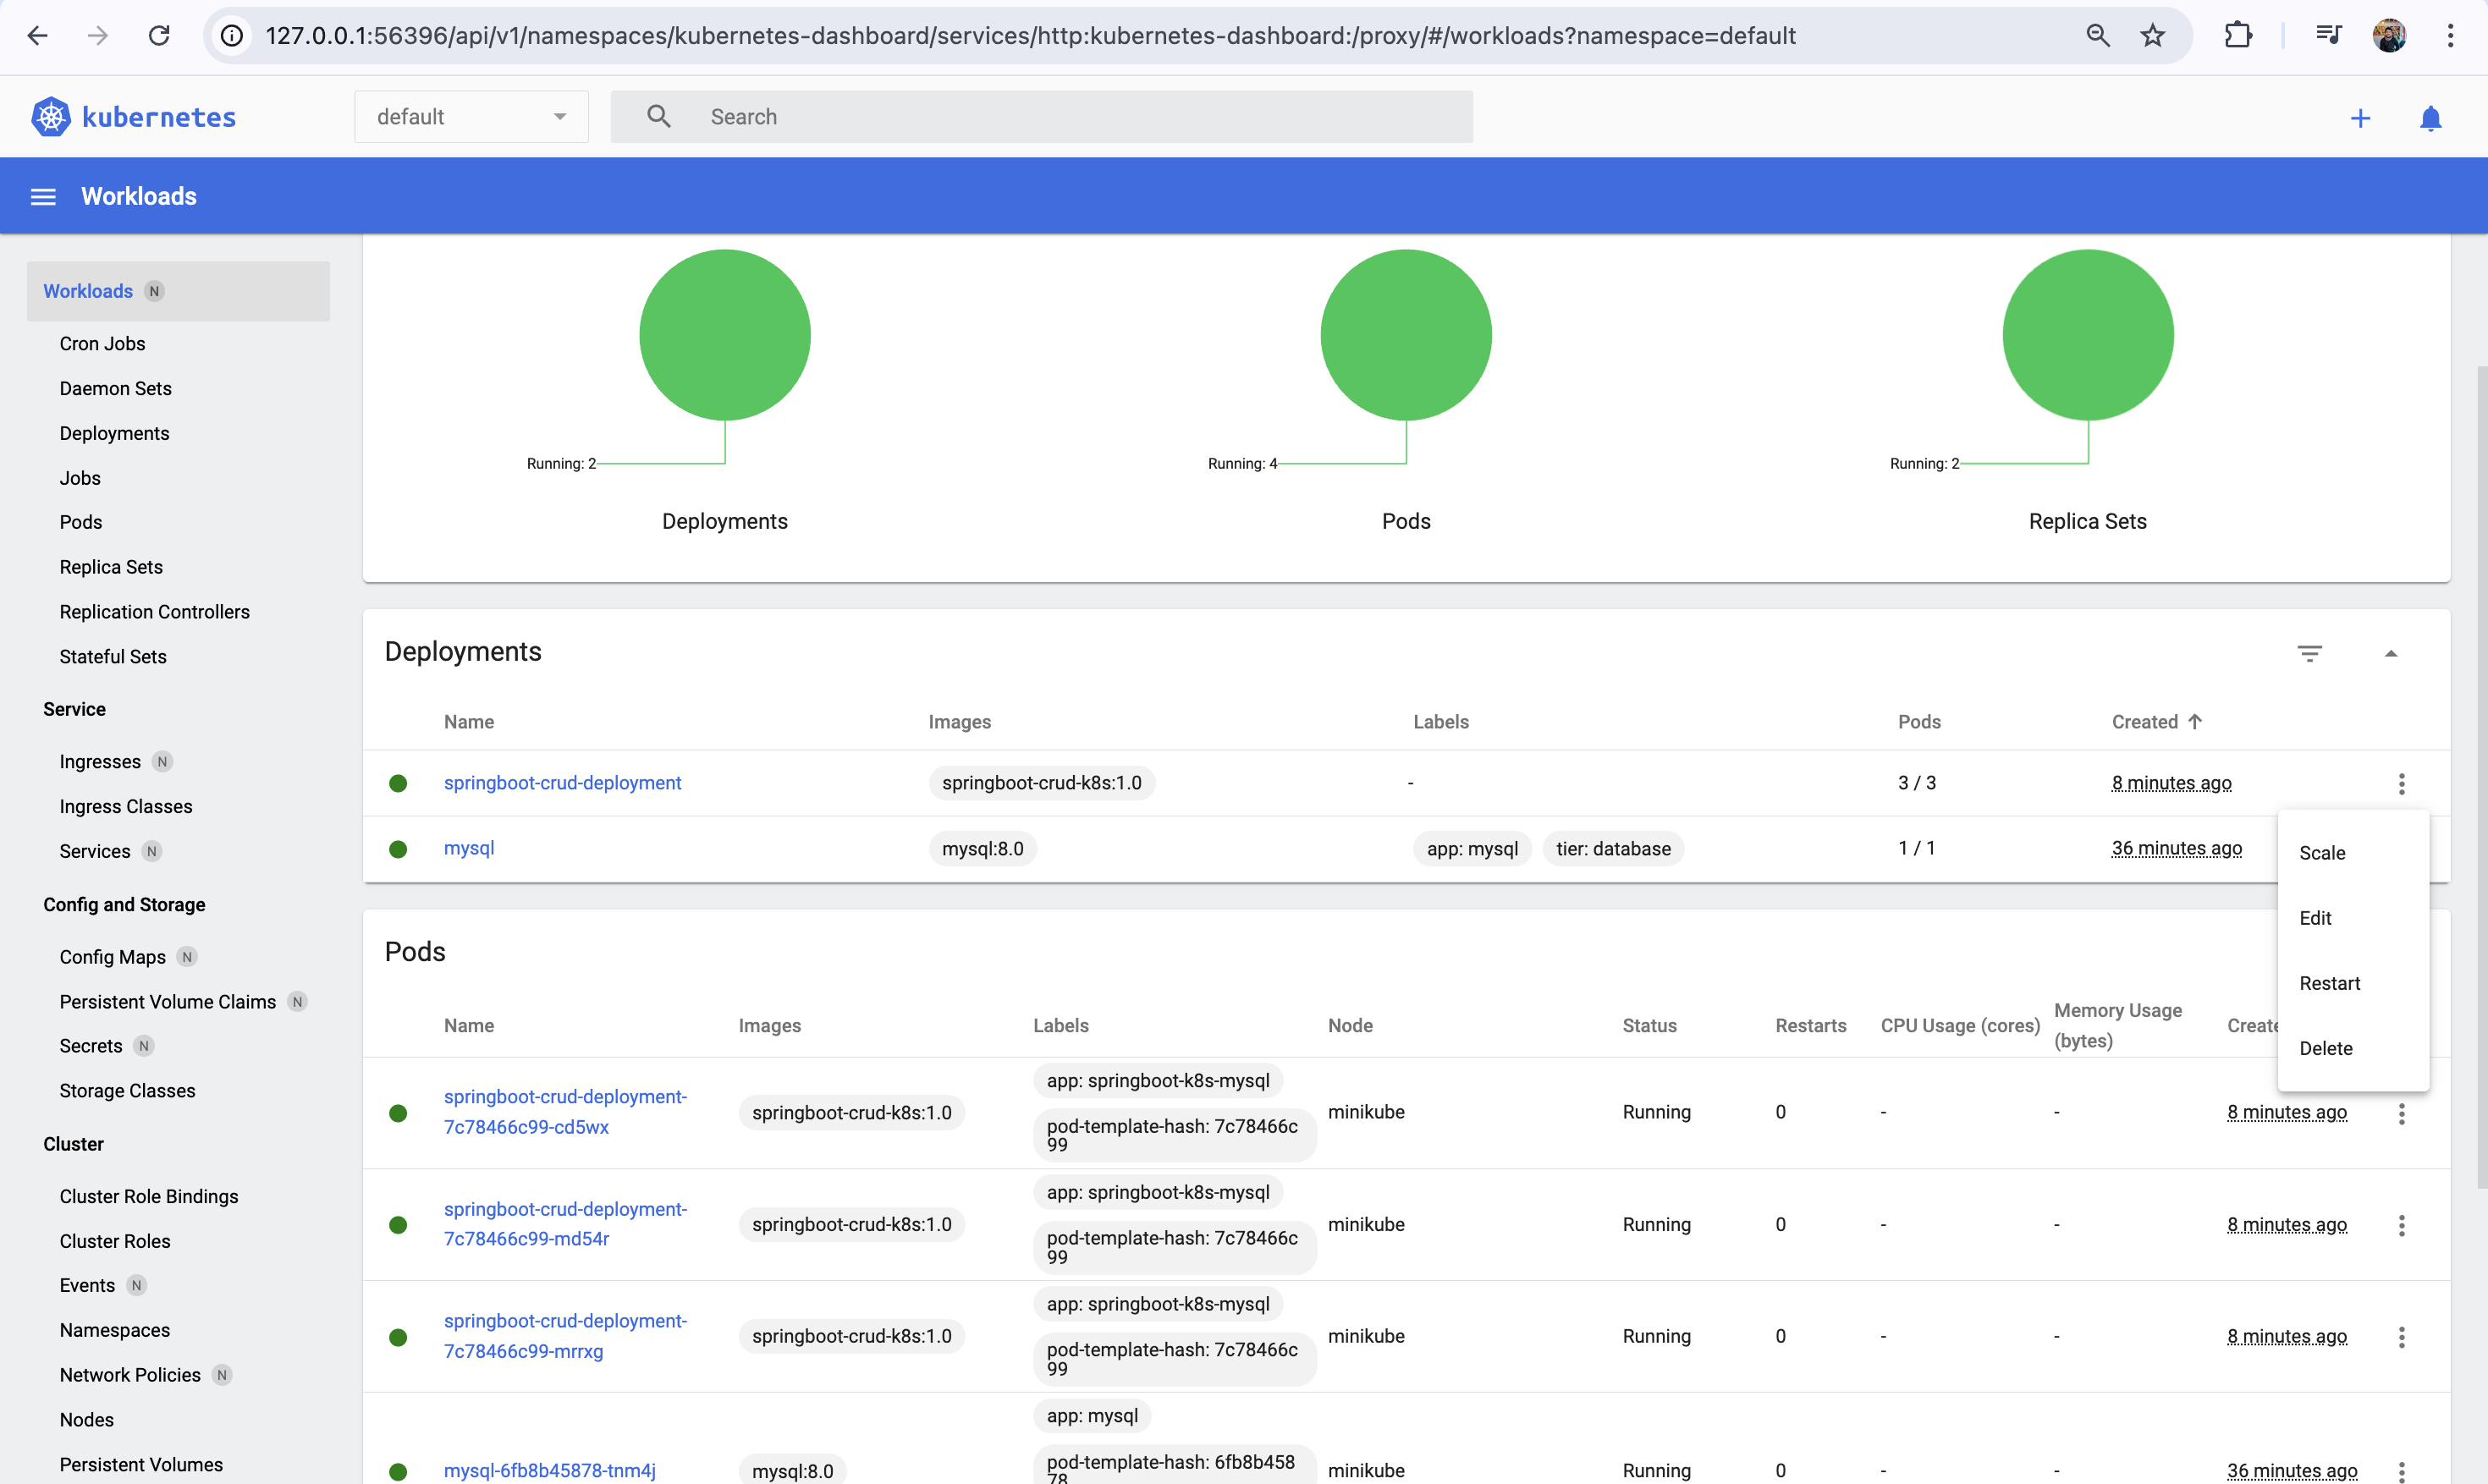 127.0.0.1:56396/api/v1/namespaces/kubernetes-dashboard/services/http:kubernetes-dashboard:/proxy/#/workloads?namespace=default
kubernetes
default
Search
Workloads
Workloads N
Cron Jobs
Daemon Sets
Deployments
Jobs
Pods
Replica Sets
Replication Controllers
Stateful Sets
Service
Ingresses N
Ingress Classes
Services N
Config and Storage
Config Maps N
Persistent Volume Claims N
Secrets N
Storage Classes
Cluster
Cluster Role Bindings
Cluster Roles
Events N
Namespaces
Network Policies N
Nodes
Persistent Volumes
Running: 2
Deployments
Running: 4
Pods
Running: 2
Replica Sets
Deployments
Name Images Labels Pods Created
springboot-crud-deployment springboot-crud-k8s:1.0 - 3 / 3 8 minutes ago
mysql mysql:8.0 app: mysql tier: database 1 / 1 36 minutes ago
Scale
Edit
Restart
Delete
Pods
Name Images Labels Node Status Restarts CPU Usage (cores) Memory Usage
(bytes)
springboot-crud-deployment-
7c78466c99-cd5wx
springboot-crud-k8s:1.0
app: springboot-k8s-mysql
pod-template-hash: 7c78466c
99
minikube Running 0 - - 8 minutes ago
springboot-crud-deployment-
7c78466c99-md54r
springboot-crud-k8s:1.0
app: springboot-k8s-mysql
pod-template-hash: 7c78466c
99
minikube Running 0 - - 8 minutes ago
springboot-crud-deployment-
7c78466c99-mrrxg
springboot-crud-k8s:1.0
app: springboot-k8s-mysql
pod-template-hash: 7c78466c
99
minikube Running 0 - - 8 minutes ago
mysql-6fb8b45878-tnm4j
mysql:8.0
app: mysql
pod-template-hash: 6fb8b458
78
minikube Running 0 - - 36 minutes ago